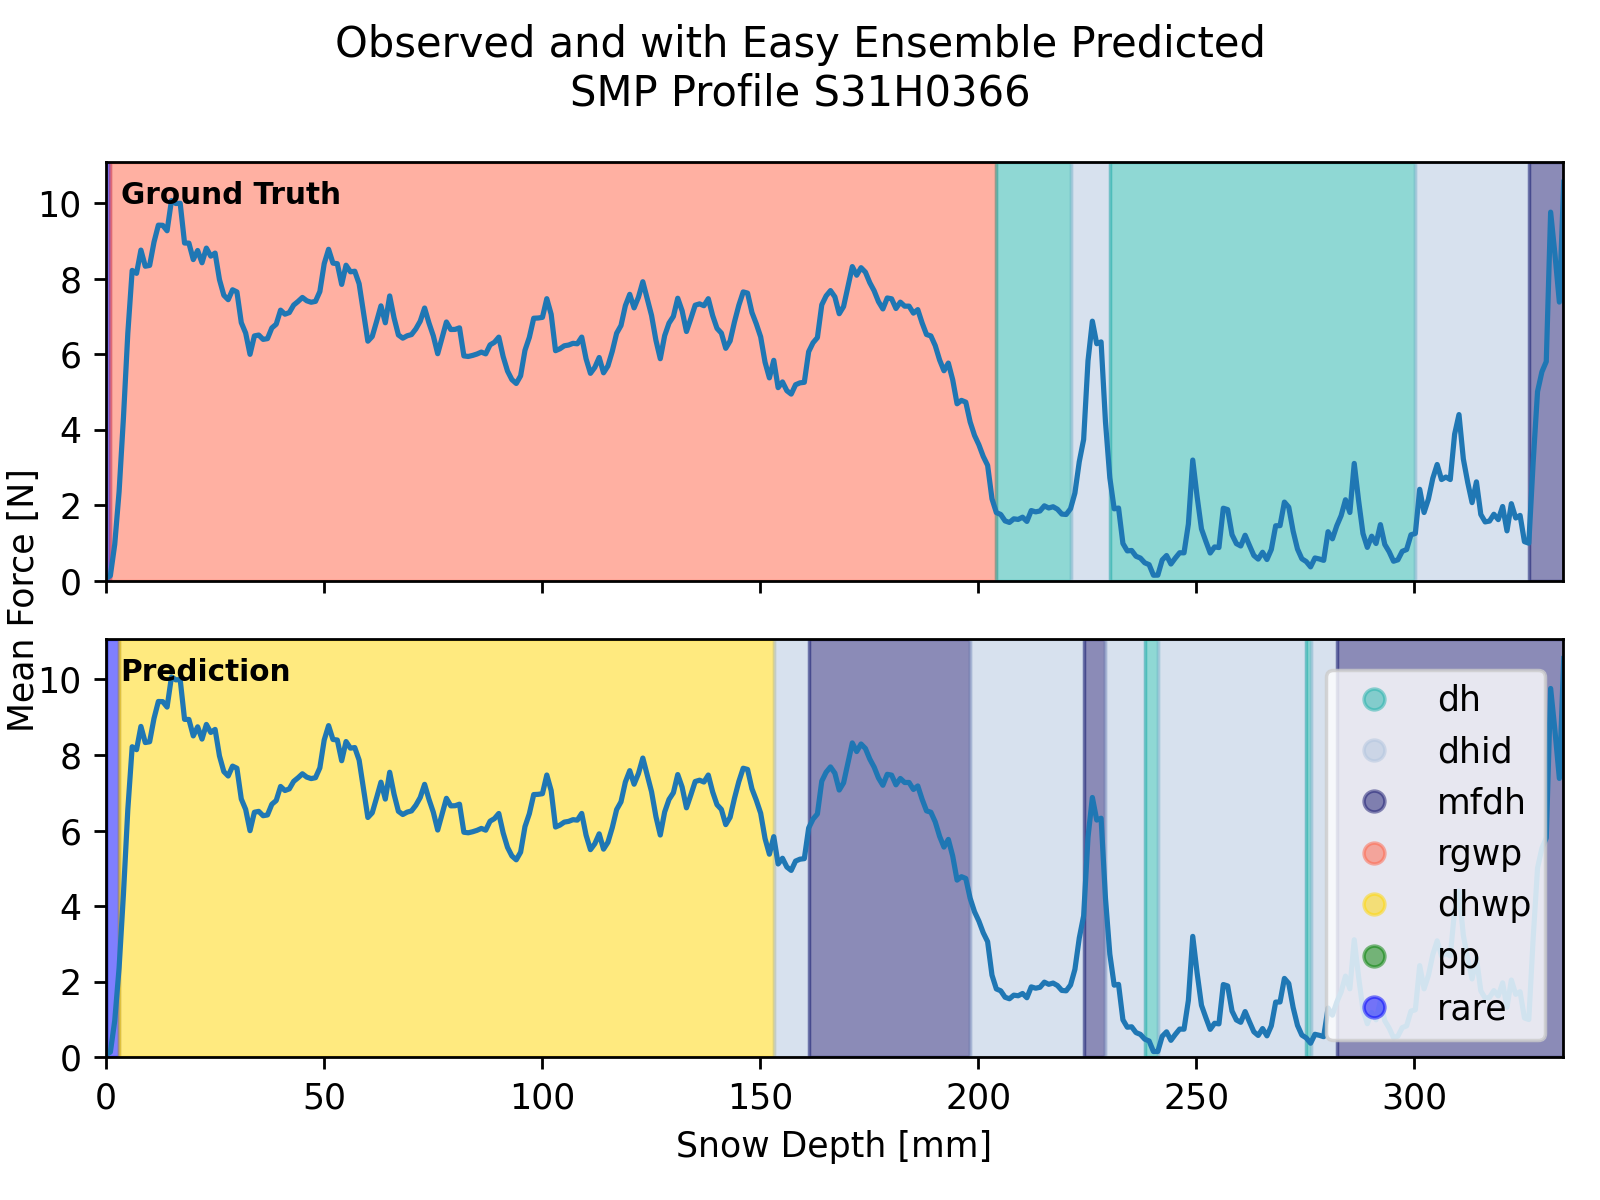 Observed and with Easy Ensemble Predicted
SMP Profile S31H0366
Mean Force [N]
Ground Truth
10
8
6
4
2
0
Prediction
10
8
6
4
2
0
dh
dhid
mfdh
rgwp
dhwp
pp
rare
0 50 100 150 200 250 300
Snow Depth [mm]